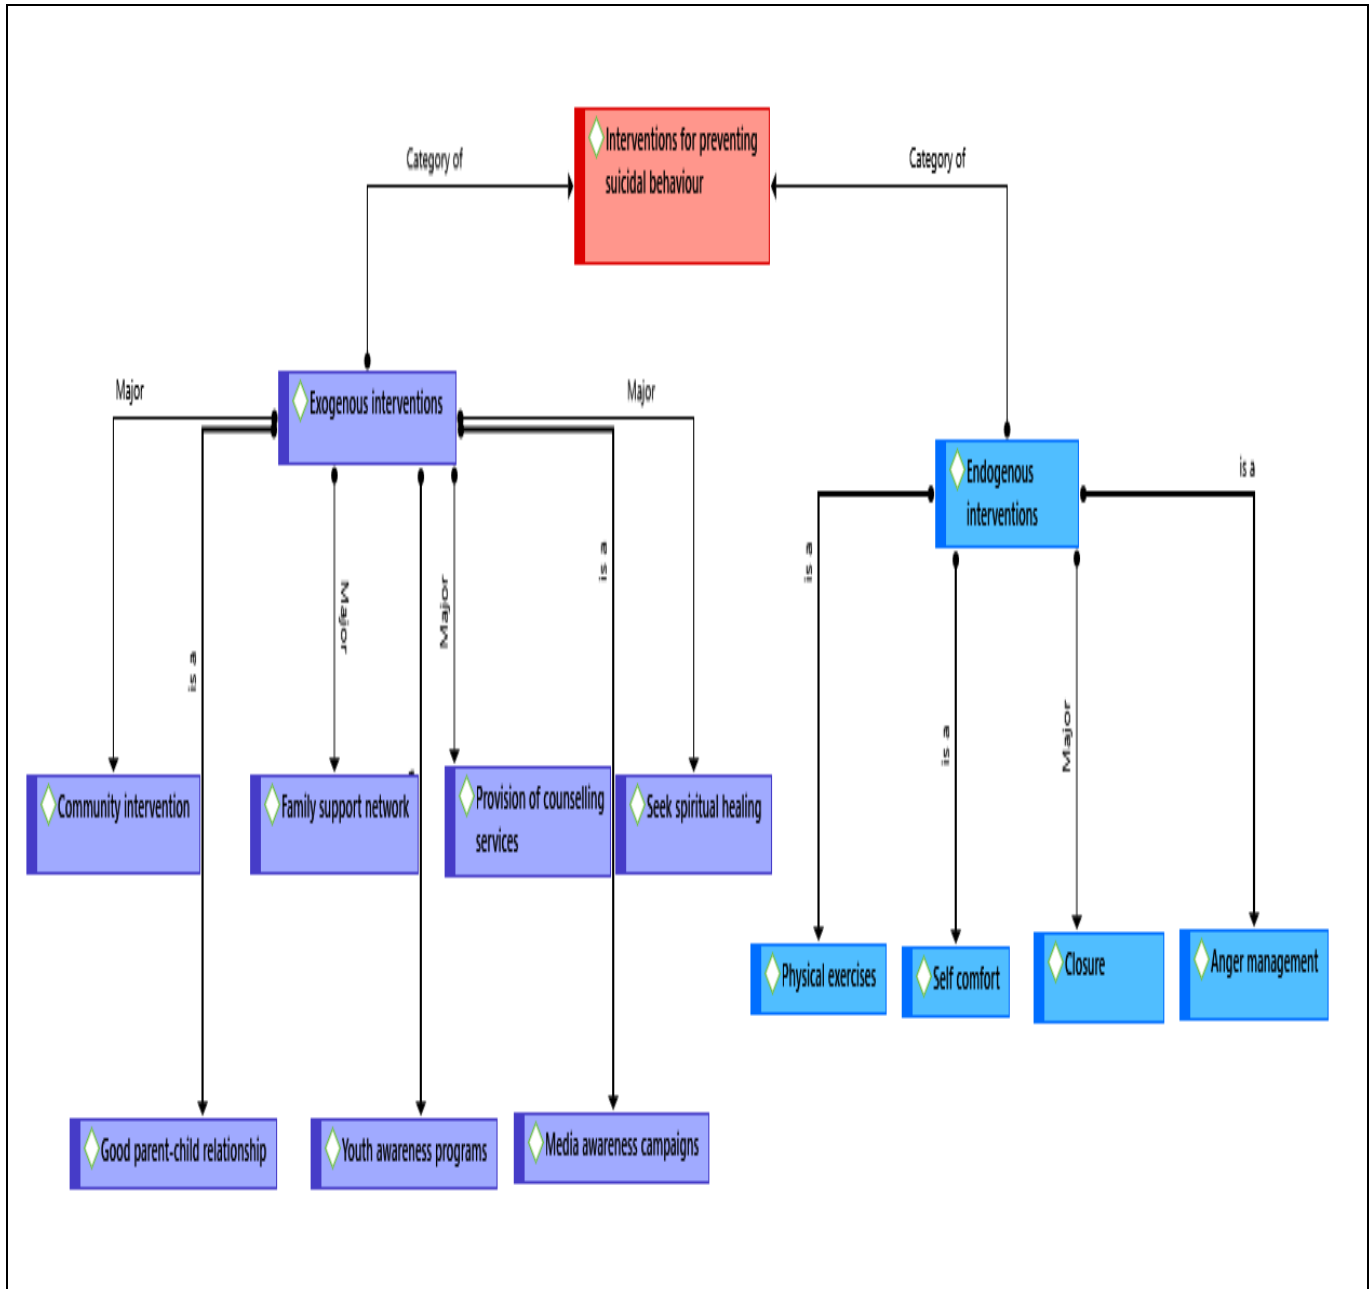 Interventions for preventing
suicidal behaviour
Category of
Category of
Exogenous interventions
Major
Major
Endogenous
interventions
is a
is a
is a
Major
Major
is a
is a
is a
Major
Community intervention
Family support network
Provision of counselling
services
Seek spiritual healing
Physical exercises
Self comfort
Closure
Anger management
Good parent-child relationship
Youth awareness programs
Media awareness campaigns